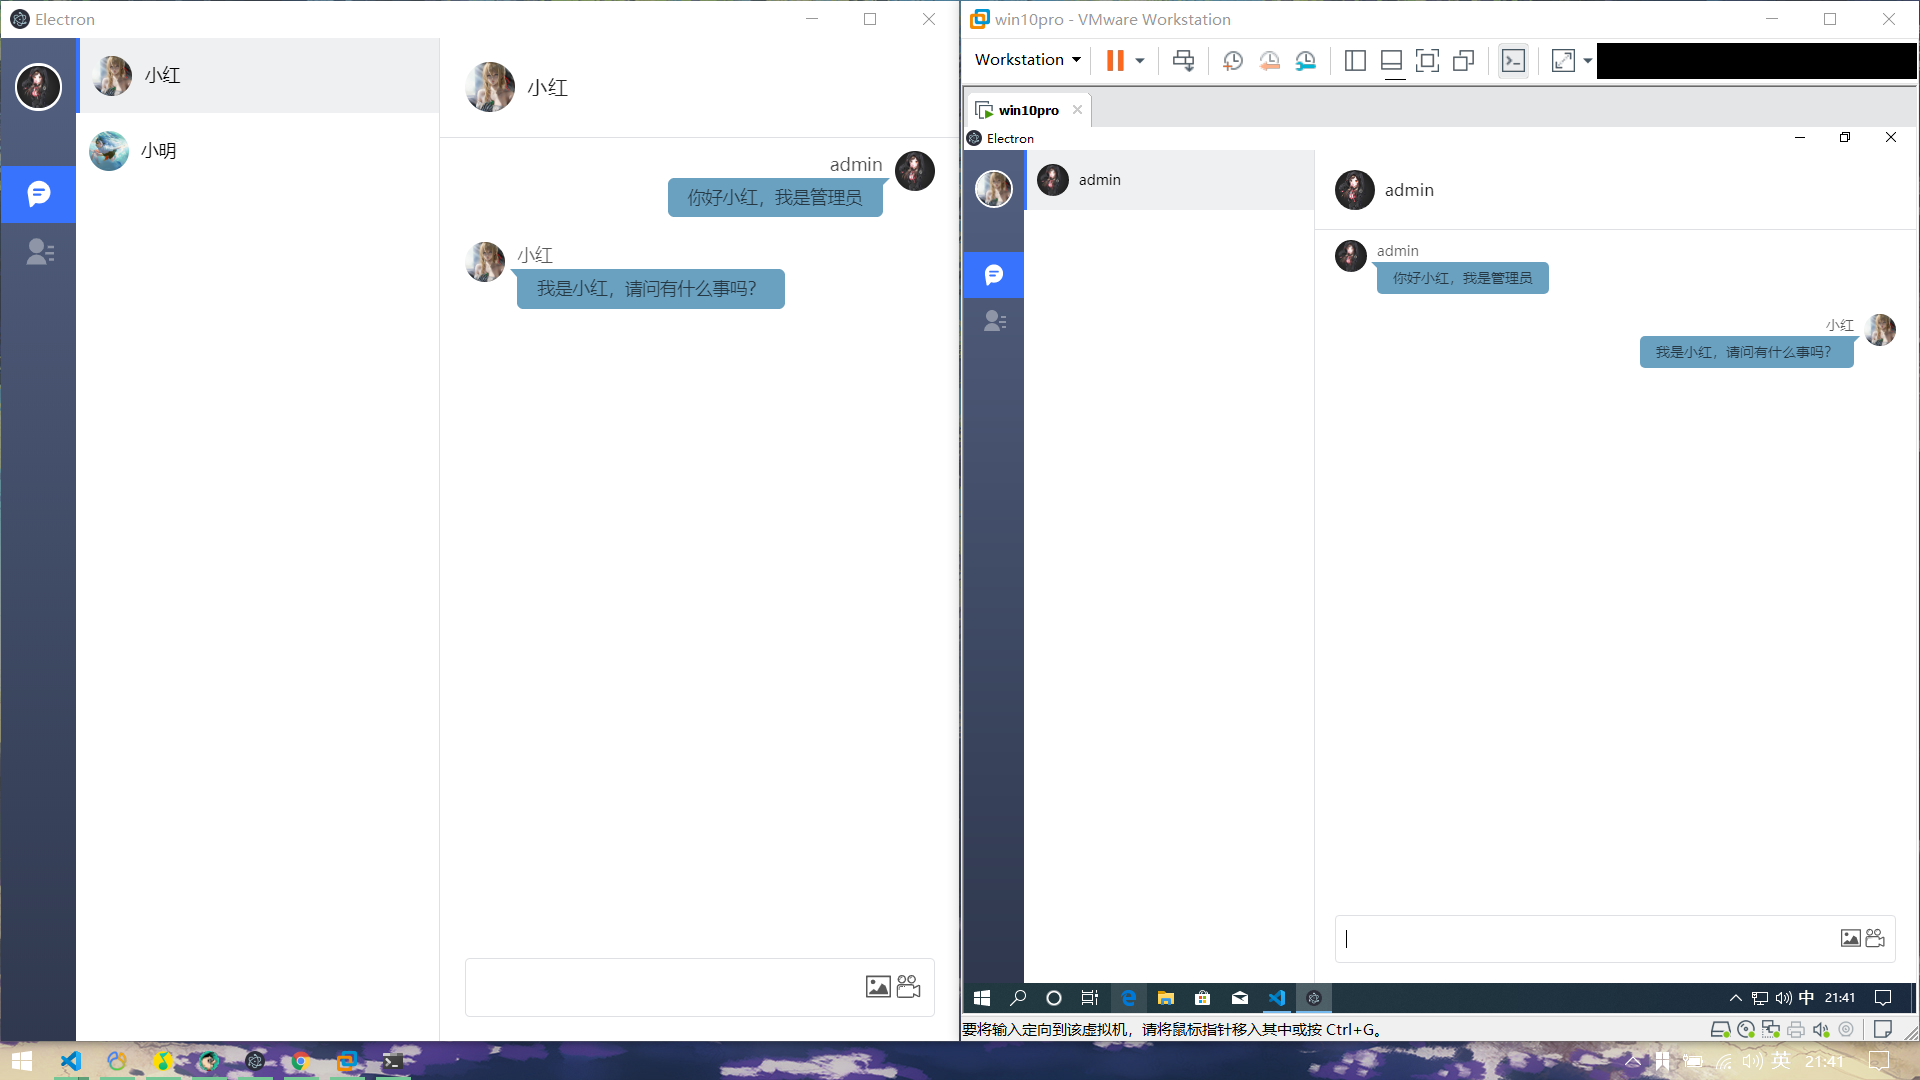 Electron
小红
小明
小红
admin
你好小红，我是管理员
小红
我是小红，请问有什么事吗？
win10pro - VMware Workstation
Workstation
win10pro
Electron
admin
admin
admin
你好小红，我是管理员
小红
我是小红，请问有什么事吗？
中 21:41
要将输入定向到该虚拟机，请将鼠标指针移入其中或按 Ctrl+G。
英 21:41